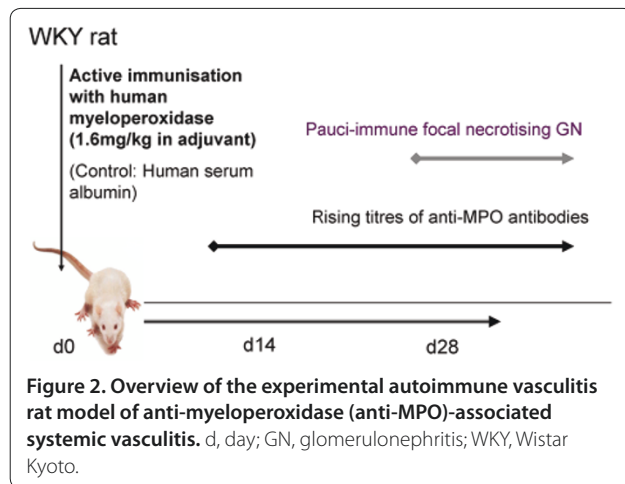 WKY rat
Active immunisation
with human
myeloperoxidase
(1.6mg/kg in adjuvant)
(Control: Human serum
albumin)
Pauci-immune focal necrotising GN
Rising titres of anti-MPO antibodies
d0
d14
d28
Figure 2. Overview of the experimental autoimmune vasculitis
rat model of anti-myeloperoxidase (anti-MPO)-associated
systemic vasculitis. d, day; GN, glomerulonephritis; WKY, Wistar
Kyoto.